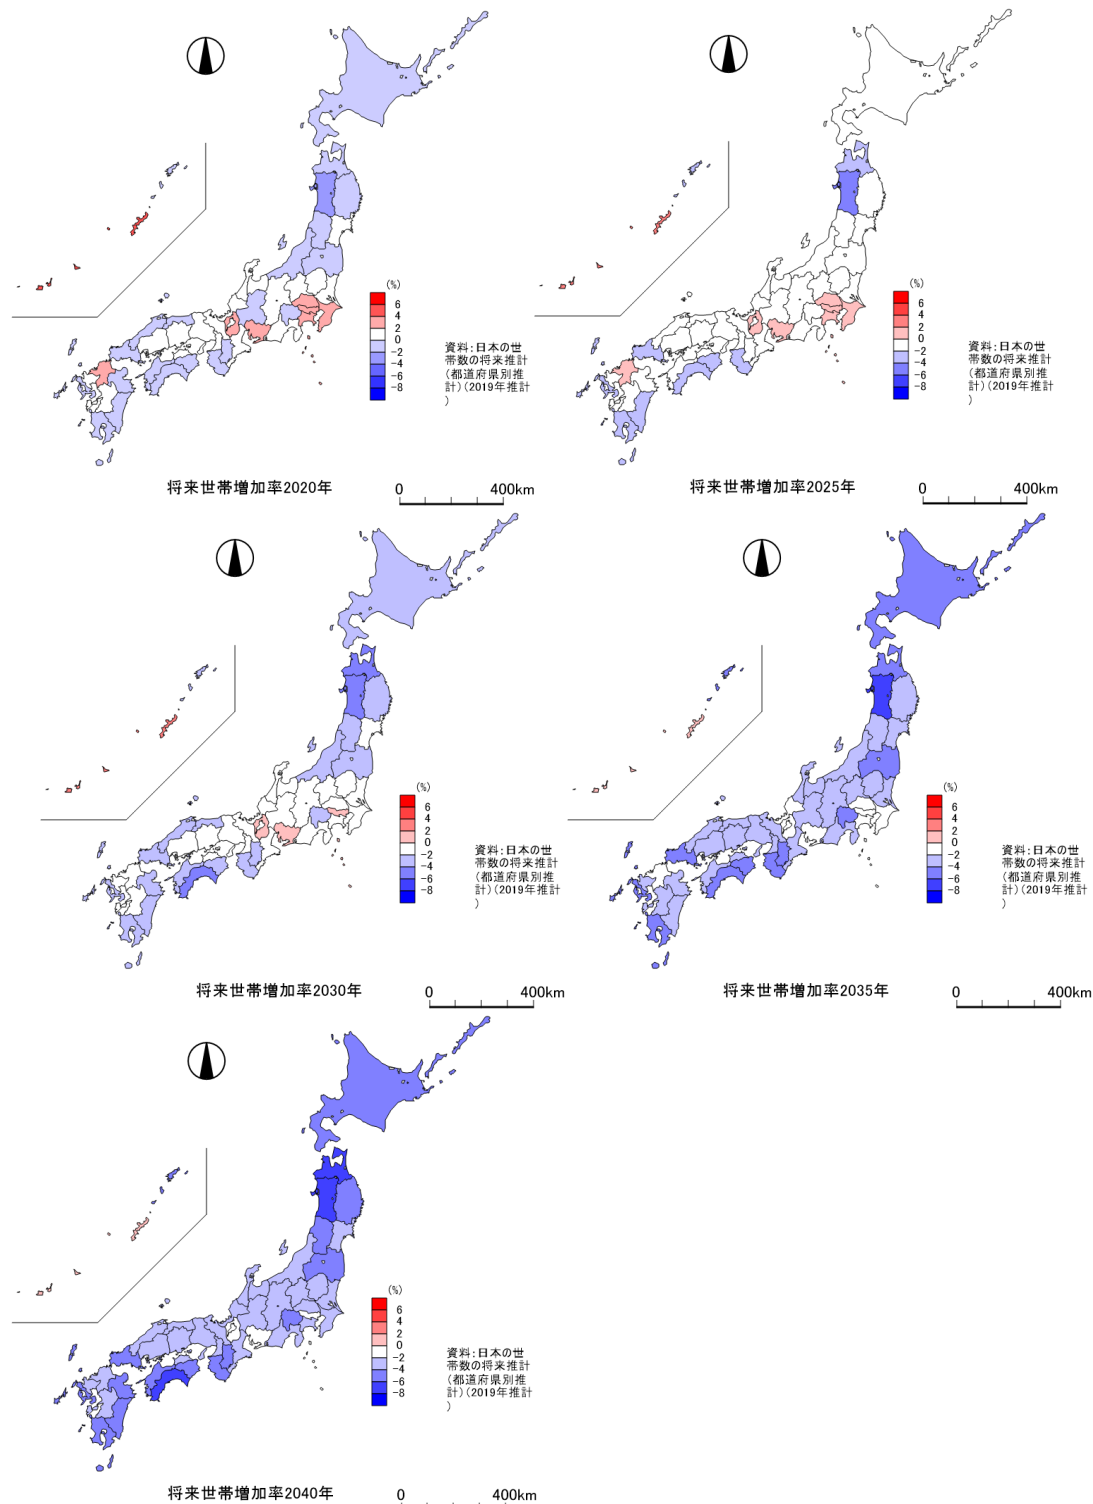 (%)
6
4
2
0
-2
-4
-6
-8
資料:日本の世
帯数の将来推計
(都道府県別推
計)(2019年推計
)
将来世帯増加率2020年
0 400km
(%)
6
4
2
0
-2
-4
-6
-8
資料:日本の世
帯数の将来推計
(都道府県別推
計)(2019年推計
)
将来世帯増加率2025年
0 400km
(%)
6
4
2
0
-2
-4
-6
-8
資料:日本の世
帯数の将来推計
(都道府県別推
計)(2019年推計
)
将来世帯増加率2030年
0 400km
(%)
6
4
2
0
-2
-4
-6
-8
資料:日本の世
帯数の将来推計
(都道府県別推
計)(2019年推計
)
将来世帯増加率2035年
0 400km
(%)
6
4
2
0
-2
-4
-6
-8
資料:日本の世
帯数の将来推計
(都道府県別推
計)(2019年推計
)
将来世帯増加率2040年
0 400km